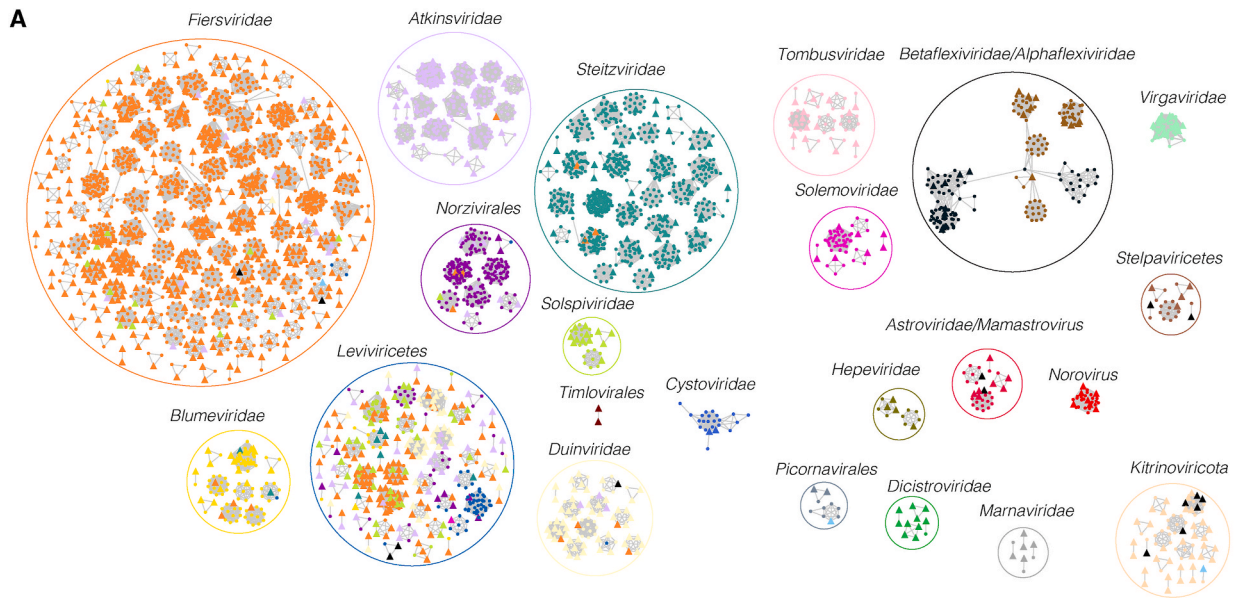 A
Fiersviridae
Atkinsviridae
Steitzviridae
Tombusviridae
Betaflexiviridae/Alphaflexiviridae
Virgaviridae
Norzivirales
Solemoviridae
Stelpaviricetes
Solspiviridae
Leviviricetes
Astroviridae/Mamastrovirus
Timlovirales
Cystoviridae
Hepeviridae
Norovirus
Blumeviridae
Duinviridae
Picornavirales
Dicistroviridae
Marnaviridae
Kitrinoviricota